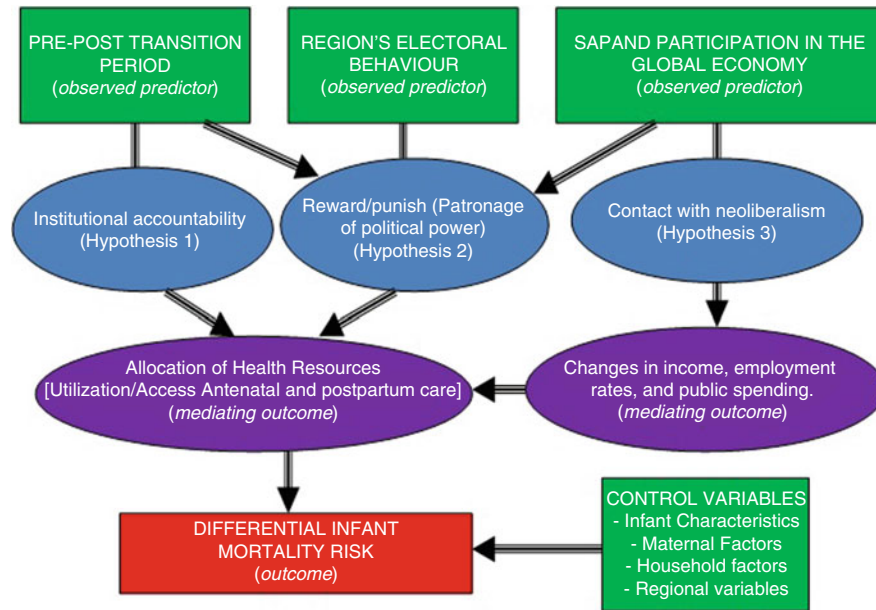 PRE-POST TRANSITION
PERIOD
(observed predictor)
REGION'S ELECTORAL
BEHAVIOUR
(observed predictor)
SAPAND PARTICIPATION IN THE
GLOBAL ECONOMY
(observed predictor)
Institutional accountability
(Hypothesis 1)
Reward/punish (Patronage
of political power)
(Hypothesis 2)
Contact with neoliberalism
(Hypothesis 3)
Allocation of Health Resources
[Utilization/Access Antenatal and postpartum care]
(mediating outcome)
Changes in income, employment
rates, and public spending.
(mediating outcome)
DIFFERENTIAL INFANT
MORTALITY RISK
(outcome)
CONTROL VARIABLES
- Infant Characteristics
- Maternal Factors
- Household factors
- Regional variables